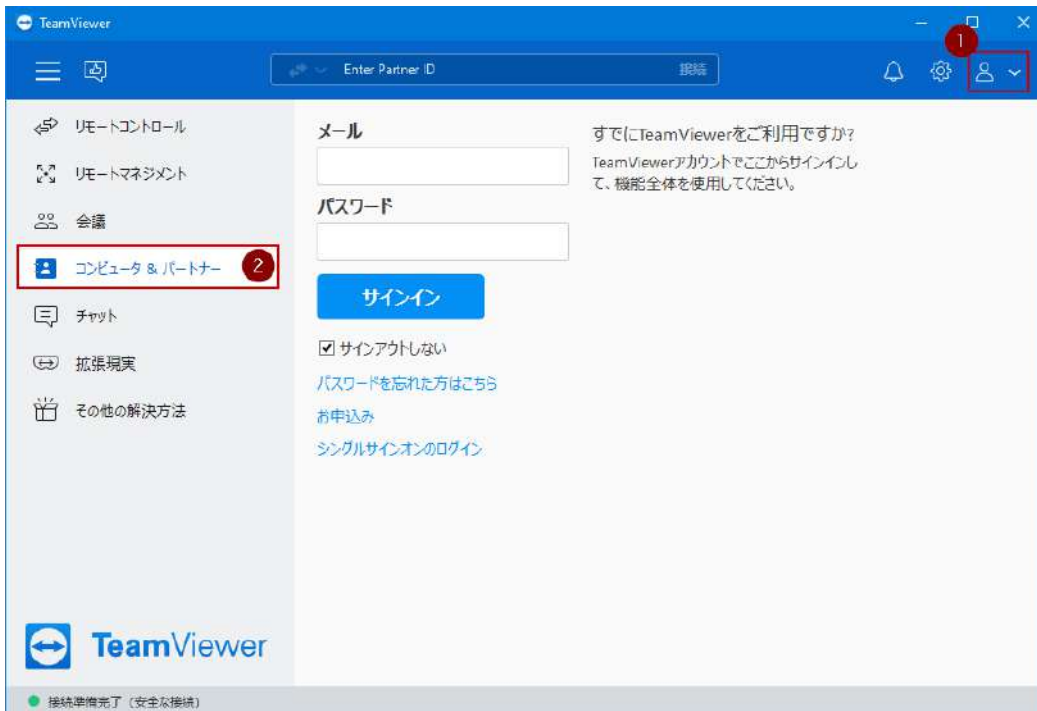 TeamViewer
1
Enter Partner ID
接続
リモートコントロール
リモートマネジメント
会議
コンピュータ & パートナー
2
チャット
拡張現実
その他の解決方法
メール
パスワード
サインイン
サインアウトしない
パスワードを忘れた方はこちら
お申込み
シングルサインオンのログイン
すでにTeamViewerをご利用ですか?
TeamViewerアカウントでここからサインインし
て、機能全体を使用してください。
TeamViewer
接続準備完了（安全な接続）